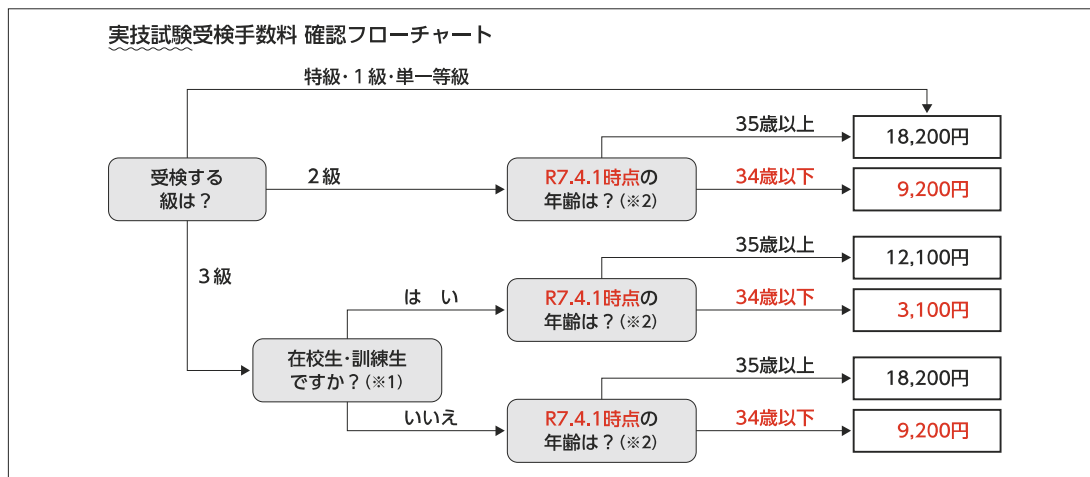 実技試験受検手数料 確認フローチャート
特級・1級・単一等級
35歳以上
18,200円
受検する
級は？
2級
R7.4.1時点の
年齢は？(※2)
34歳以下
9,200円
3級
35歳以上
12,100円
は い
R7.4.1時点の
年齢は？(※2)
34歳以下
3,100円
在校生・訓練生
ですか？(※1)
35歳以上
18,200円
いいえ
R7.4.1時点の
年齢は？(※2)
34歳以下
9,200円